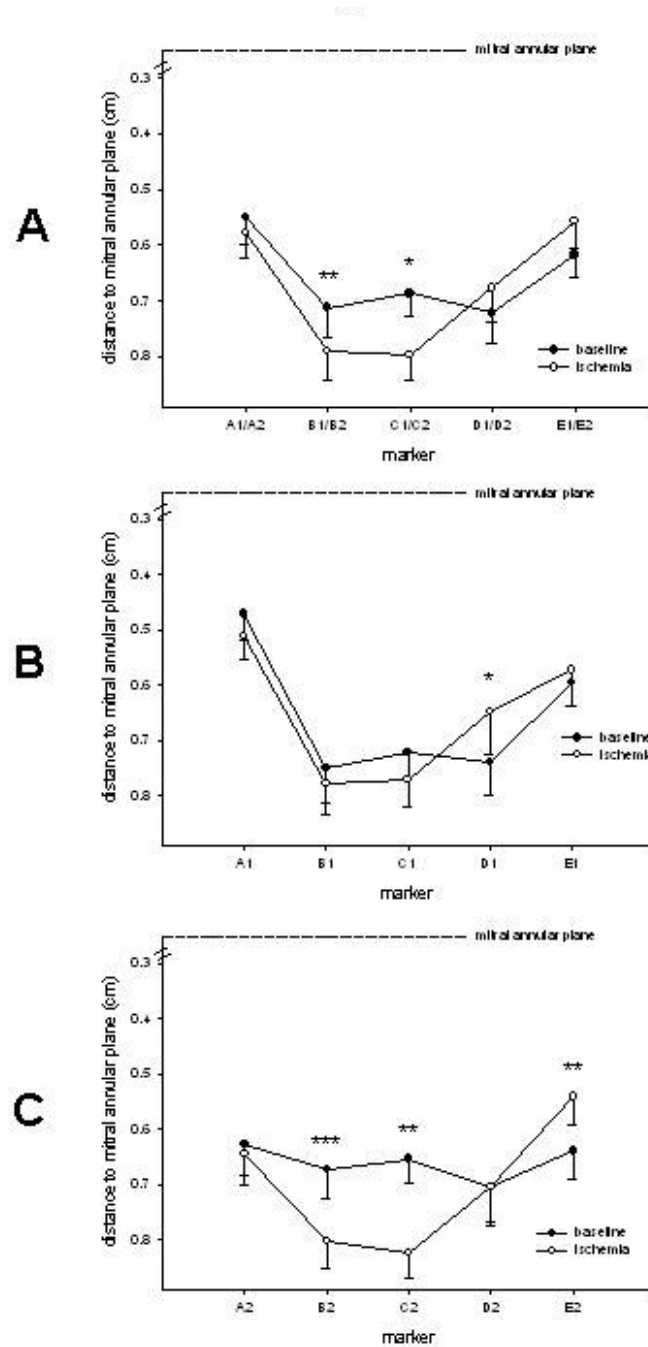 A
mitral annular plane
distance to mitral annular plane (cm)
0.3
0.4
0.5
0.6
0.7
0.8
**
*
baseline
ischemia
A1/A2 B1/B2 C1/C2 D1/D2 E1/E2
marker
B
mitral annular plane
distance to mitral annular plane (cm)
0.3
0.4
0.5
0.6
0.7
0.8
*
baseline
ischemia
A1 B1 C1 D1 E1
marker
C
mitral annular plane
distance to mitral annular plane (cm)
0.3
0.4
0.5
0.6
0.7
0.8
***
**
**
baseline
ischemia
A2 B2 C2 D2 E2
marker